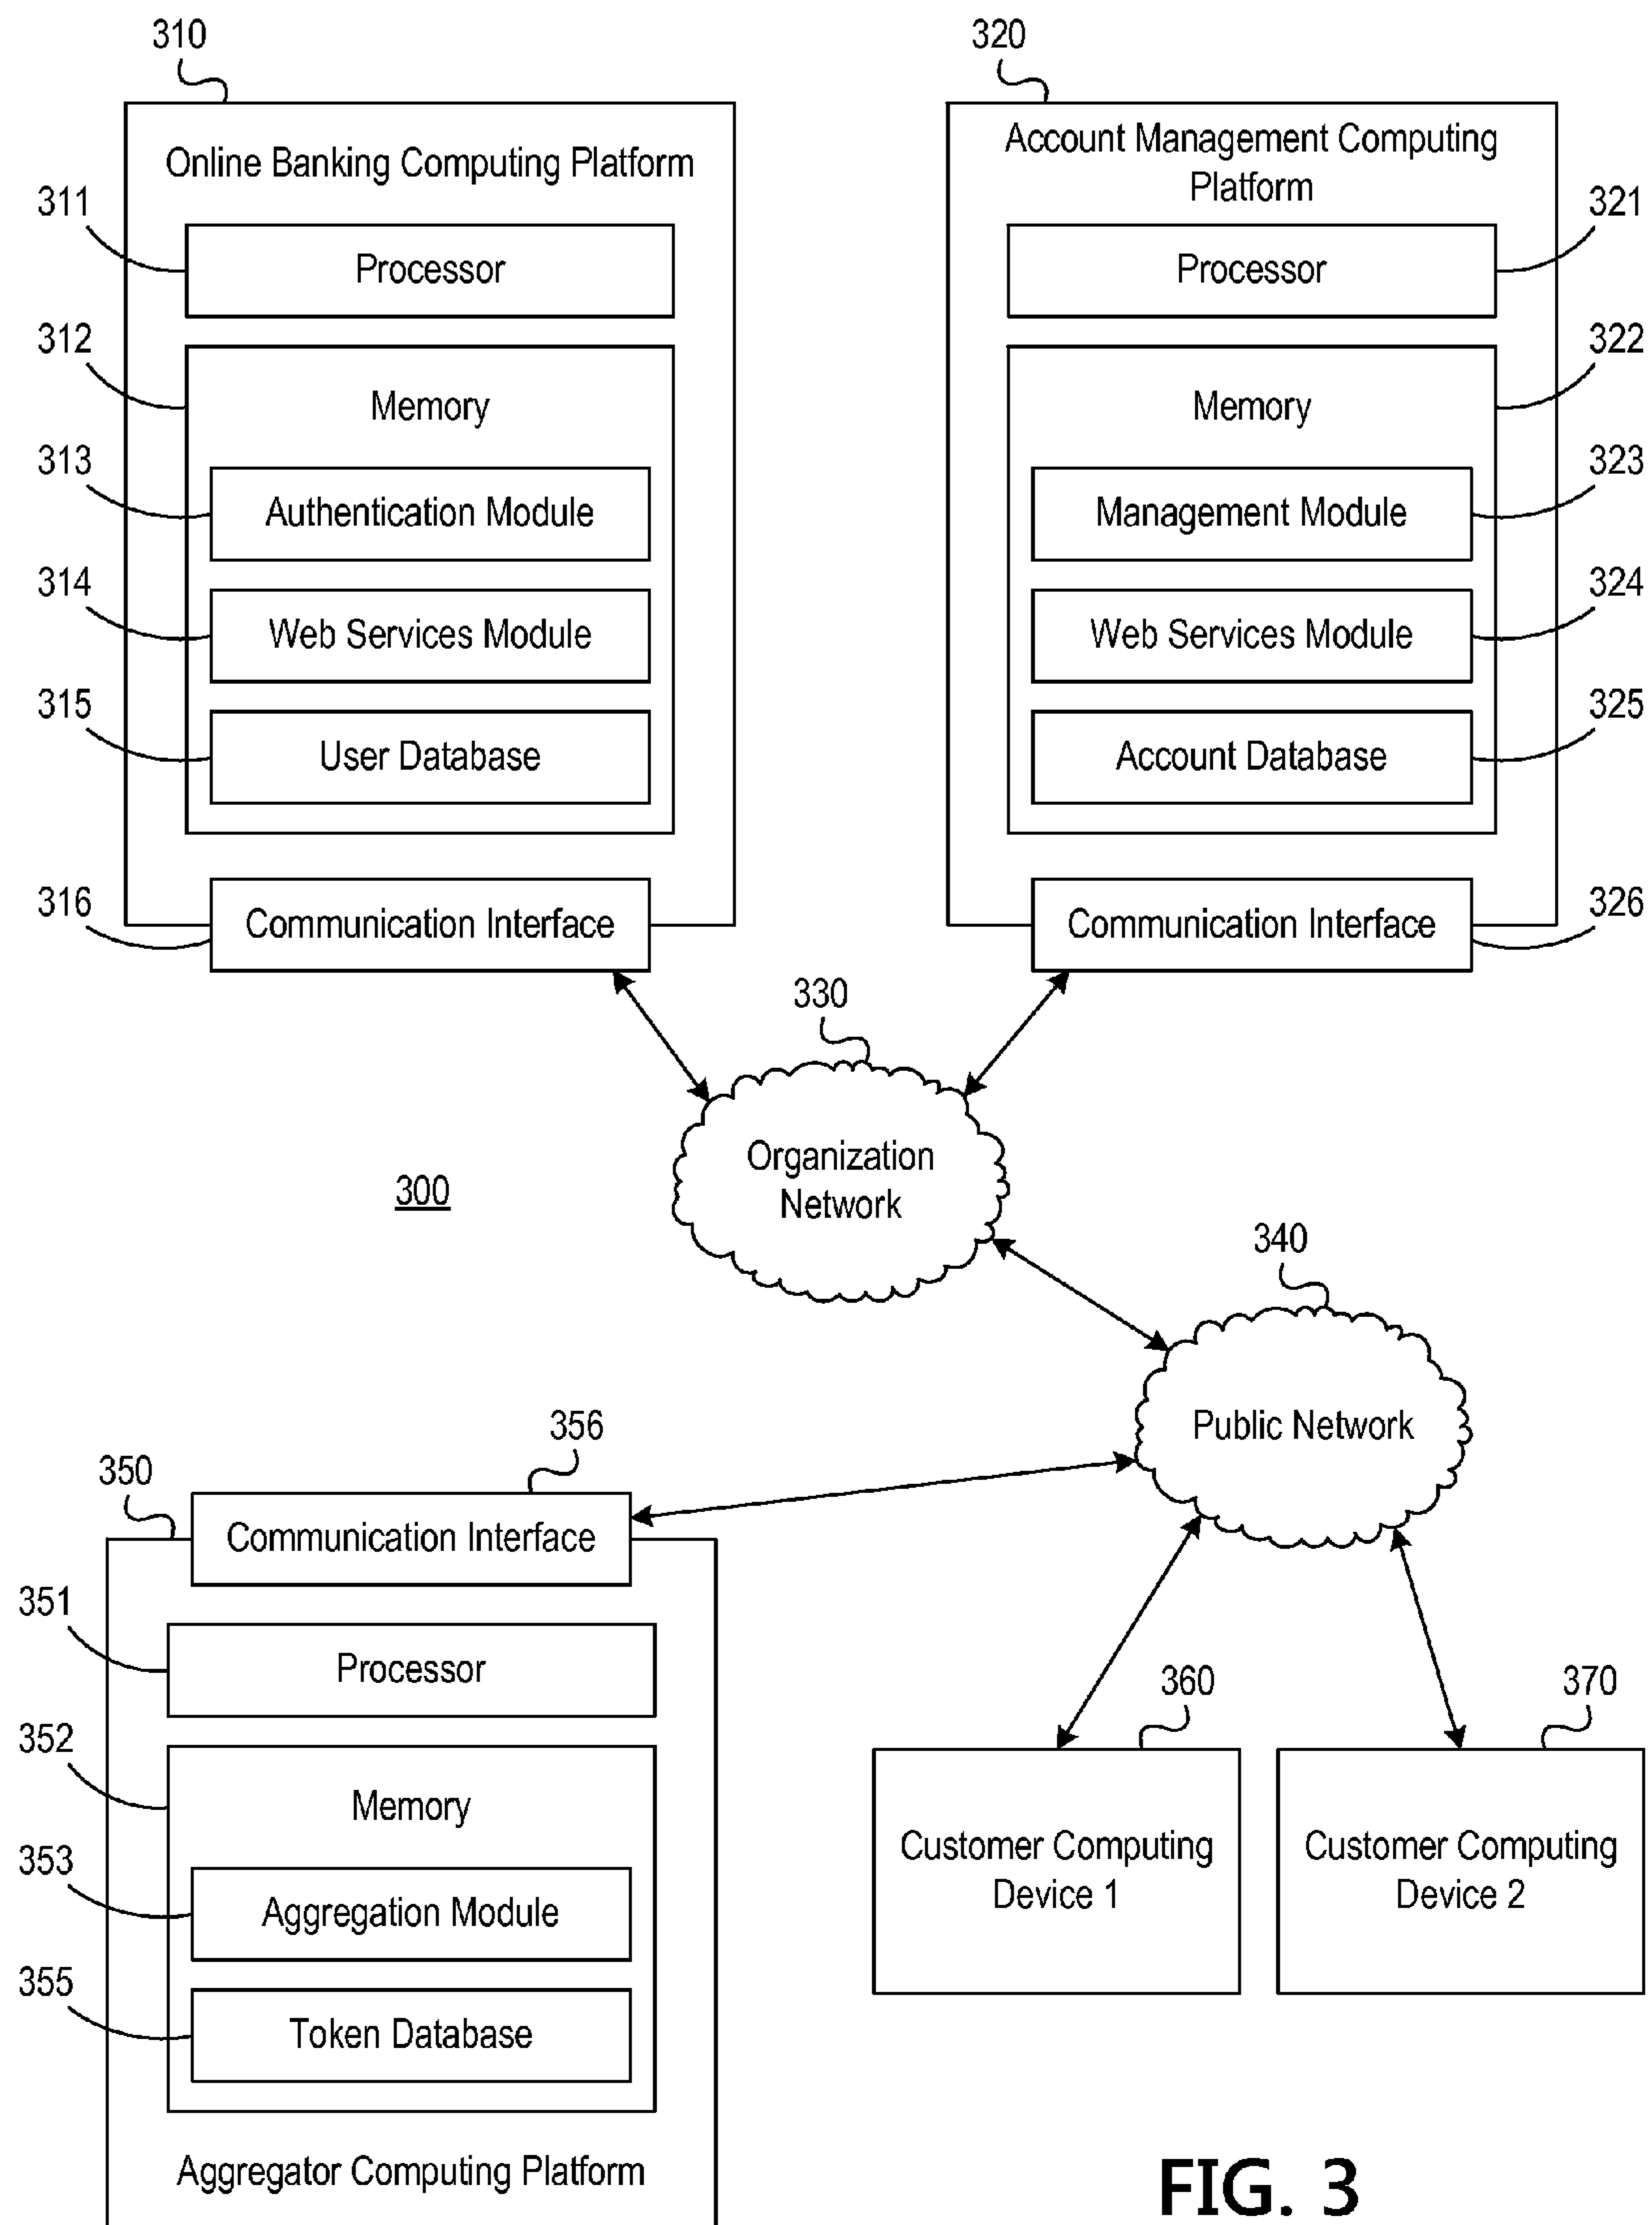 310
320
Online Banking Computing Platform
Account Management Computing
Platform
311
321
Processor
Processor
312
322
Memory
Memory
313
323
Authentication Module
Management Module
314
324
Web Services Module
Web Services Module
315
325
User Database
Account Database
316
326
Communication Interface
Communication Interface
330
Organization
Network
300
340
Public Network
356
350
Communication Interface
351
Processor
360
370
352
Memory
Customer Computing
Device 1
Customer Computing
Device 2
353
Aggregation Module
355
Token Database
Aggregator Computing Platform
FIG. 3